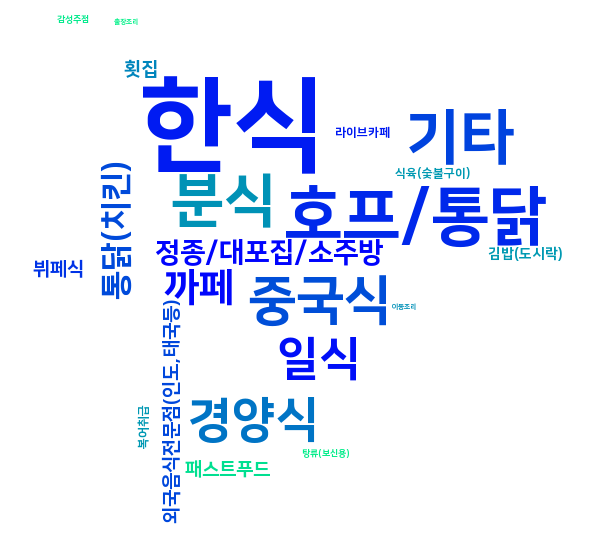 감성주점
출장조리
횟집
한식
라이브카페
기타
식육(숯불구이)
분식
호프/통닭
통닭(치킨)
정종/대포집/소주방
김밥(도시락)
뷔페식
까페
중국식
이동조리
외국음식전문점(인도, 태국등)
일식
경양식
복어취급
탕류(보신용)
패스트푸드